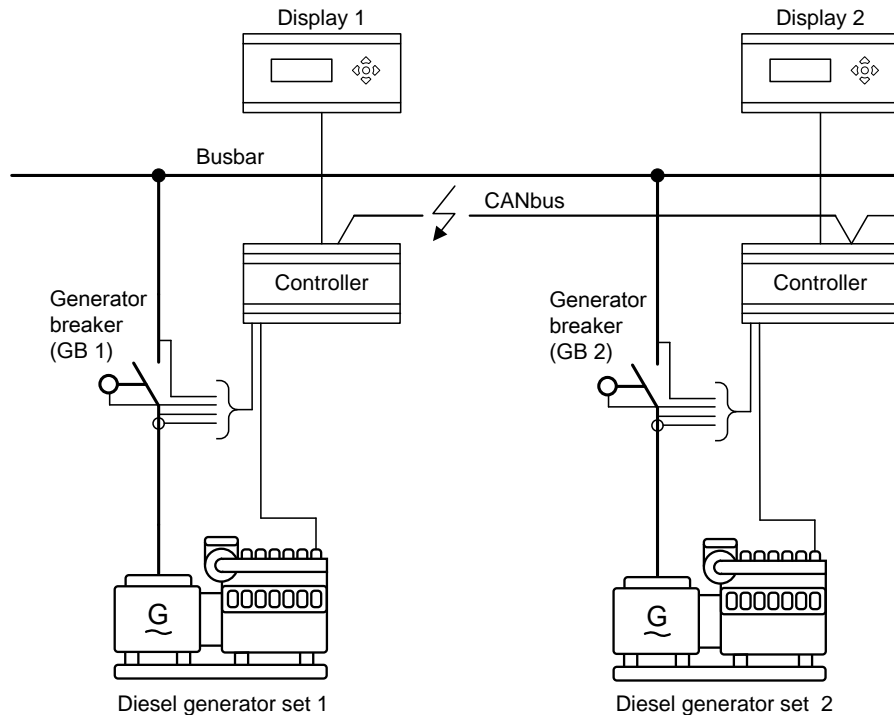 Display 1
Display 2
Busbar
CANbus
Controller
Controller
Generator
breaker
(GB 1)
Generator
breaker
(GB 2)
G
G
Diesel generator set 1
Diesel generator set 2